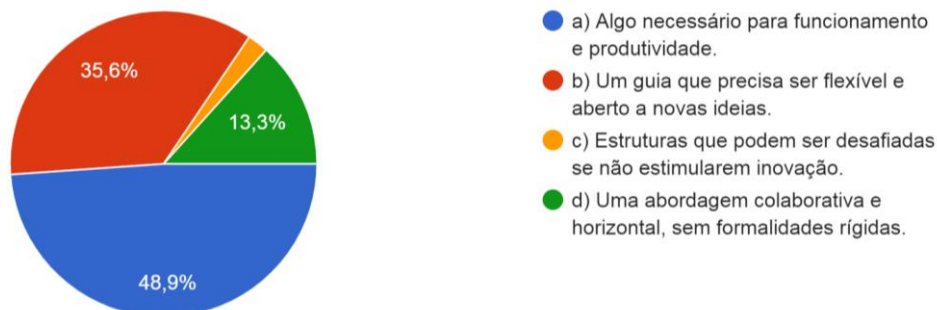 35,6%
13,3%
48,9%
a) Algo necessário para funcionamento
e produtividade.
b) Um guia que precisa ser flexível e
aberto a novas ideias.
c) Estruturas que podem ser desafiadas
se não estimularem inovação.
d) Uma abordagem colaborativa e
horizontal, sem formalidades rígidas.